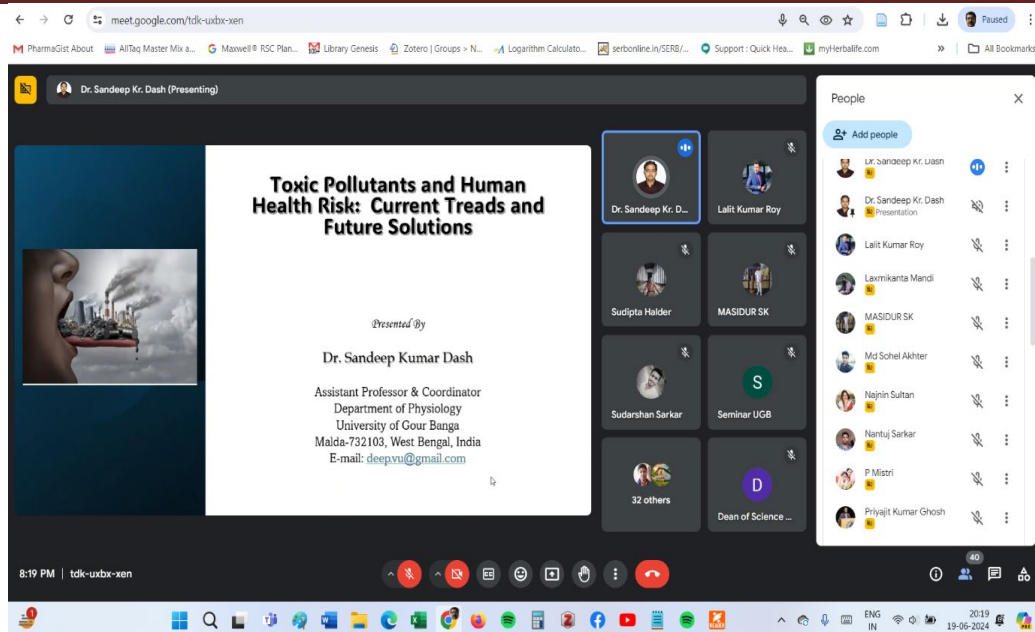 meet.google.com/tdk-uxbx-xen
Paused
PharmaGist About
AllTaq Master Mix a...
Maxwell® RSC Plan...
Library Genesis
Zotero | Groups > N...
Logarithm Calculato...
serbonline.in/SERB/...
Support : Quick Hea...
myHerbalife.com
»
All Bookmarks
Dr. Sandeep Kr. Dash (Presenting)
Toxic Pollutants and Human
Health Risk: Current Treads and
Future Solutions
Presented By
Dr. Sandeep Kumar Dash
Assistant Professor & Coordinator
Department of Physiology
University of Gour Banga
Malda-732103, West Bengal, India
E-mail: deep.vu@gmail.com
Dr. Sandeep Kr. D...
Lalit Kumar Roy
Sudipta Halder
MASIDUR SK
Sudarshan Sarkar
S
Seminar UGB
32 others
D
Dean of Science ...
People
Add people
Dr. Sandeep Kr. Dash
Dr. Sandeep Kr. Dash
Presentation
Lalit Kumar Roy
Laxmikanta Mandi
MASIDUR SK
Md Sohel Akhter
Najnin Sultan
Nantuj Sarkar
P Mistri
Priyajit Kumar Ghosh
8:19 PM | tdk-uxbx-xen
40
ENG
IN
20:19
19-06-2024